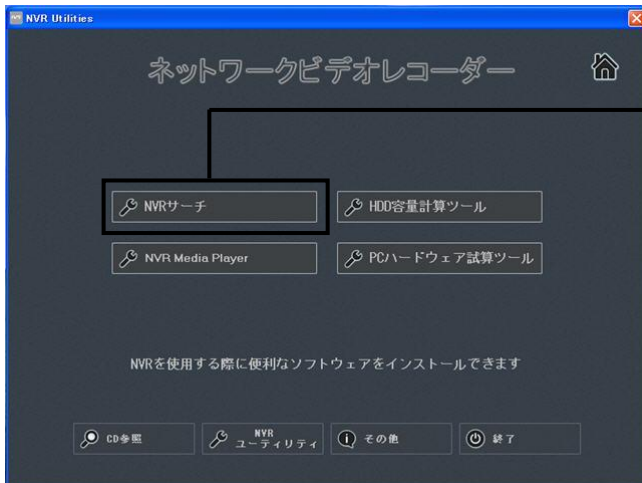 NVR Utilities
ネットワークビデオレコーダー
NVRサーチ
HDD容量計算ツール
NVR Media Player
PCハードウェア試算ツール
NVRを使用する際に便利なソフトウェアをインストールできます
CD参照
NVR
ユーティリティ
その他
終了